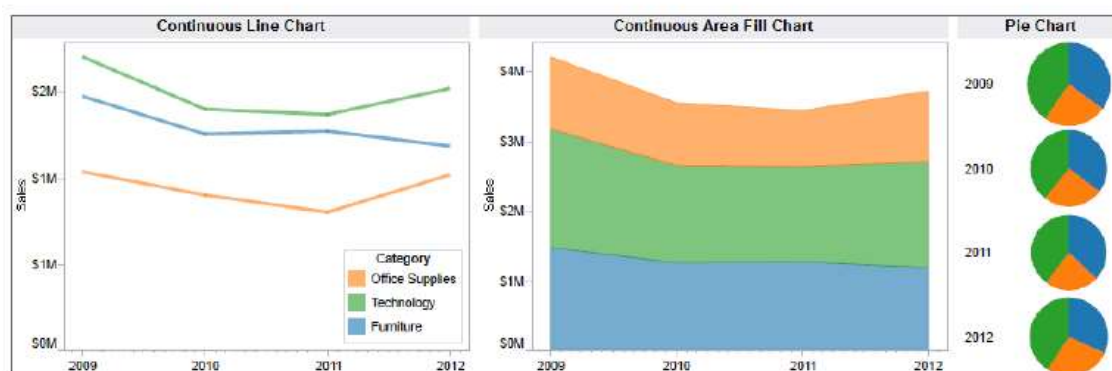 Continuous Line Chart
Sales
$2M
$1M
$1M
$0M
2009 2010 2011 2012
Category
Office Supplies
Technology
Furniture
Continuous Area Fill Chart
Sales
$4M
$3M
$2M
$1M
$0M
2009 2010 2011 2012
Pie Chart
2009
2010
2011
2012